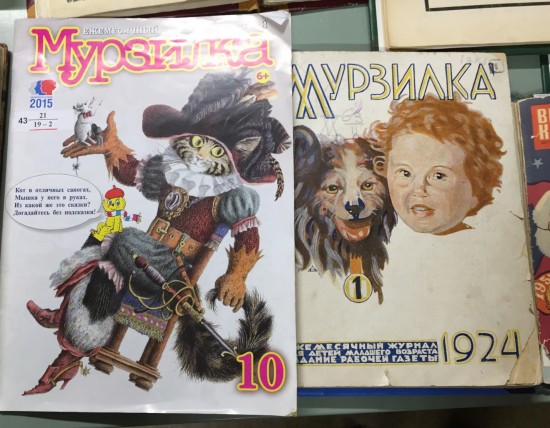 ЕЖЕМЕСЯЧНЫЙ
Мурзилка
6+
2015
43 21
19-2
Кот в отличных сапогах,
Мышка у него в руках.
Из какой же это сказки?
Догадайтесь без подсказки!
10
МУРЗИЛКА
1
ЕЖЕМЕСЯЧНЫЙ ЖУРНАЛ
ДЛЯ ДЕТЕЙ МЛАДШЕГО ВОЗРАСТА
ИЗДАНИЕ РАБОЧЕЙ ГАЗЕТЫ
1924